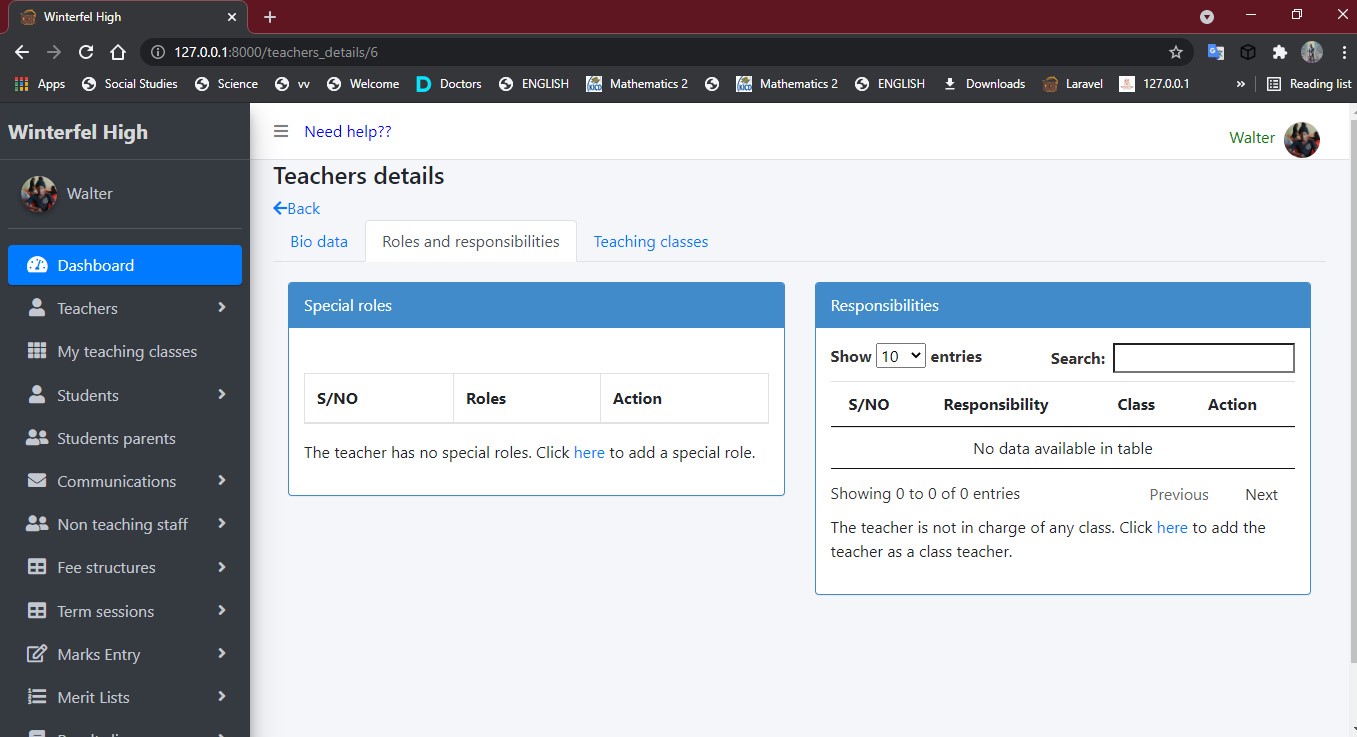 Winterfel High
127.0.0.1:8000/teachers_details/6
Apps Social Studies Science vv Welcome Doctors ENGLISH Mathematics 2 Mathematics 2 ENGLISH Downloads Laravel 127.0.0.1 » Reading list
Winterfel High
Need help??
Walter
Walter
Dashboard
Teachers
My teaching classes
Students
Students parents
Communications
Non teaching staff
Fee structures
Term sessions
Marks Entry
Merit Lists
Teachers details
Back
Bio data Roles and responsibilities Teaching classes
Special roles
S/NO Roles Action
The teacher has no special roles. Click here to add a special role.
Responsibilities
Show 10 entries Search:
S/NO Responsibility Class Action
No data available in table
Showing 0 to 0 of 0 entries Previous Next
The teacher is not in charge of any class. Click here to add the
teacher as a class teacher.